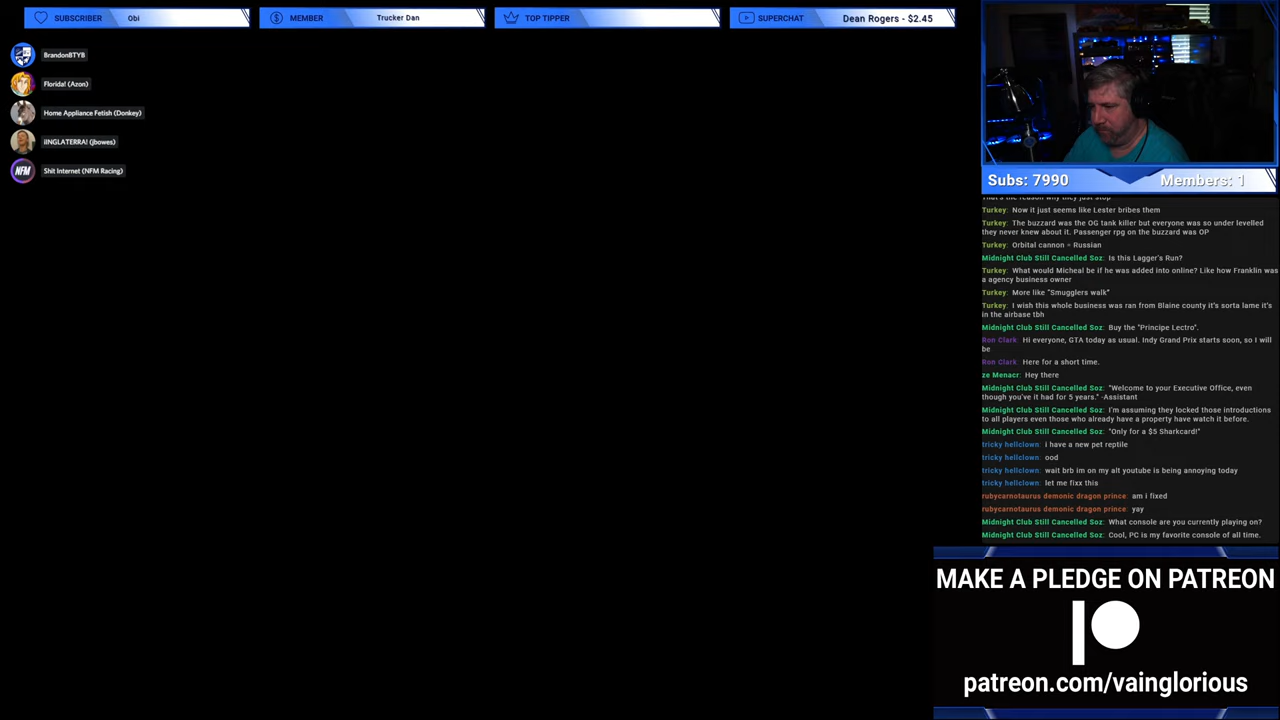 SUBSCRIBER Obi MEMBER Trucker Dan TOP TIPPER SUPERCHAT Dean Rogers - $2.45
BrandonBTYB
Florida! (Azon)
Home Appliance Fetish (Donkey)
iINGLATERRA! (jbowes)
NFM Shit Internet (NFM Racing)
Subs: 7990 Members: 1
That's the reason why they just stop
Turkey: Now it just seems like Lester bribes them
Turkey: The buzzard was the OG tank killer but everyone was so under levelled
they never knew about it. Passenger rpg on the buzzard was OP
Turkey: Orbital cannon = Russian
Midnight Club Still Cancelled Soz: Is this Lagger's Run?
Turkey: What would Micheal be if he was added into online? Like how Franklin was
a agency business owner
Turkey: More like "Smugglers walk"
Turkey: I wish this whole business was ran from Blaine county it's sorta lame it's
in the airbase tbh
Midnight Club Still Cancelled Soz: Buy the "Principe Lectro".
Ron Clark: Hi everyone, GTA today as usual. Indy Grand Prix starts soon, so I will
be
Ron Clark: Here for a short time.
ze Menacr: Hey there
Midnight Club Still Cancelled Soz: "Welcome to your Executive Office, even
though you've it had for 5 years." -Assistant
Midnight Club Still Cancelled Soz: I'm assuming they locked those introductions
to all players even those who already have a property have watch it before.
Midnight Club Still Cancelled Soz: "Only for a $5 Sharkcard!"
tricky hellclown: i have a new pet reptile
tricky hellclown: ood
tricky hellclown: wait brb im on my alt youtube is being annoying today
tricky hellclown: let me fixx this
rubycarnotaurus demonic dragon prince: am i fixed
rubycarnotaurus demonic dragon prince: yay
Midnight Club Still Cancelled Soz: What console are you currently playing on?
Midnight Club Still Cancelled Soz: Cool, PC is my favorite console of all time.
MAKE A PLEDGE ON PATREON
patreon.com/vainglorious